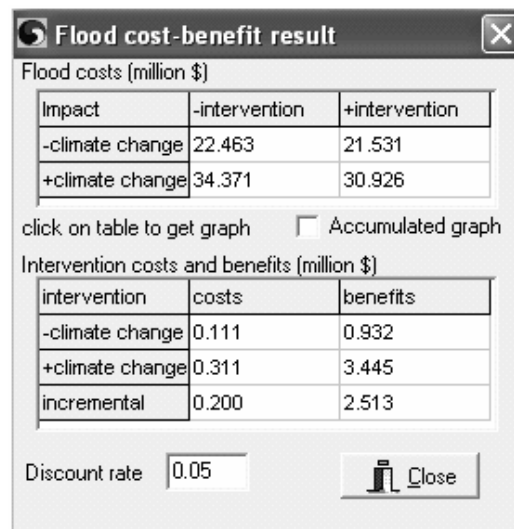 Flood cost-benefit result
Flood costs (million $)
Impact -intervention +intervention
-climate change 22.463 21.531
+climate change 34.371 30.926
click on table to get graph Accumulated graph
Intervention costs and benefits (million $)
intervention costs benefits
-climate change 0.111 0.932
+climate change 0.311 3.445
incremental 0.200 2.513
Discount rate 0.05 Close